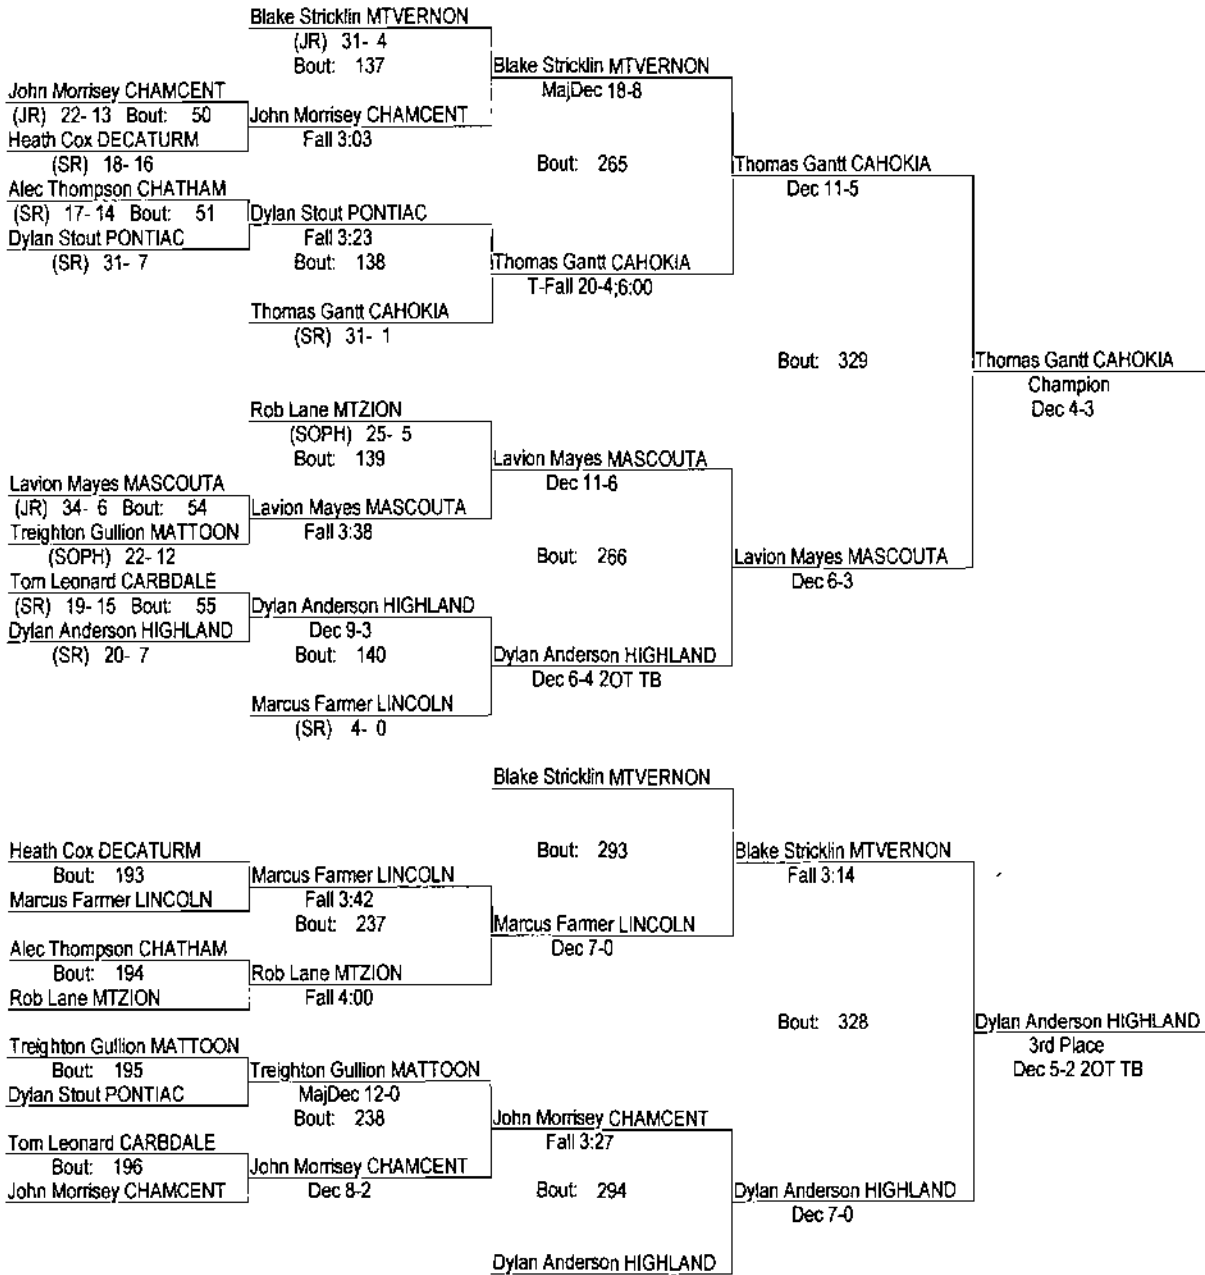 Blake Stricklin MTVERNON
(JR) 31- 4
Bout: 137
Blake Stricklin MTVERNON
MajDec 18-8
John Morrisey CHAMCENT
(JR) 22- 13 Bout: 50
John Morrisey CHAMCENT
Fall 3:03
Heath Cox DECATURM
(SR) 18- 16
Bout: 265
Thomas Gantt CAHOKIA
Dec 11-5
Alec Thompson CHATHAM
(SR) 17- 14 Bout: 51
Dylan Stout PONTIAC
Fall 3:23
Dylan Stout PONTIAC
(SR) 31- 7
Bout: 138
Thomas Gantt CAHOKIA
T-Fall 20-4;6:00
Thomas Gantt CAHOKIA
(SR) 31- 1
Bout: 329
Thomas Gantt CAHOKIA
Champion
Dec 4-3
Rob Lane MTZION
(SOPH) 25- 5
Bout: 139
Lavion Mayes MASCOUTA
Dec 11-6
Lavion Mayes MASCOUTA
(JR) 34- 6 Bout: 54
Lavion Mayes MASCOUTA
Fall 3:38
Treighton Gullion MATTOON
(SOPH) 22- 12
Bout: 266
Lavion Mayes MASCOUTA
Dec 6-3
Tom Leonard CARBDALE
(SR) 19- 15 Bout: 55
Dylan Anderson HIGHLAND
Dec 9-3
Dylan Anderson HIGHLAND
(SR) 20- 7
Bout: 140
Dylan Anderson HIGHLAND
Dec 6-4 2OT TB
Marcus Farmer LINCOLN
(SR) 4- 0
Blake Stricklin MTVERNON
Bout: 293
Blake Stricklin MTVERNON
Fall 3:14
Heath Cox DECATURM
Bout: 193
Marcus Farmer LINCOLN
Marcus Farmer LINCOLN
Fall 3:42
Bout: 237
Marcus Farmer LINCOLN
Dec 7-0
Alec Thompson CHATHAM
Bout: 194
Rob Lane MTZION
Rob Lane MTZION
Fall 4:00
Bout: 328
Dylan Anderson HIGHLAND
3rd Place
Dec 5-2 2OT TB
Treighton Gullion MATTOON
Bout: 195
Dylan Stout PONTIAC
Treighton Gullion MATTOON
MajDec 12-0
Bout: 238
John Morrisey CHAMCENT
Fall 3:27
Tom Leonard CARBDALE
Bout: 196
John Morrisey CHAMCENT
John Morrisey CHAMCENT
Dec 8-2
Bout: 294
Dylan Anderson HIGHLAND
Dec 7-0
Dylan Anderson HIGHLAND